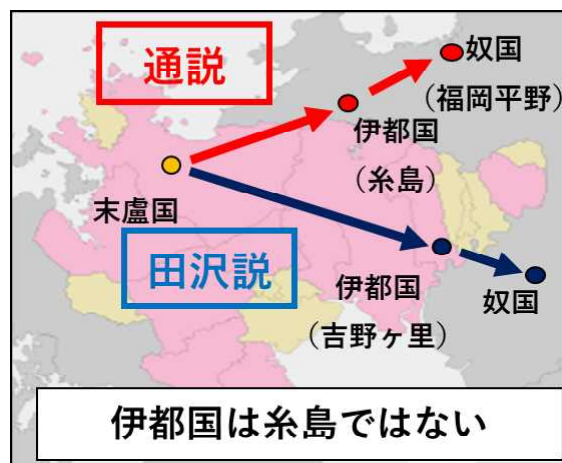 通説
奴国
（福岡平野）
伊都国
（糸島）
末盧国
田沢説
伊都国
（吉野ヶ里）
奴国
伊都国は糸島ではない